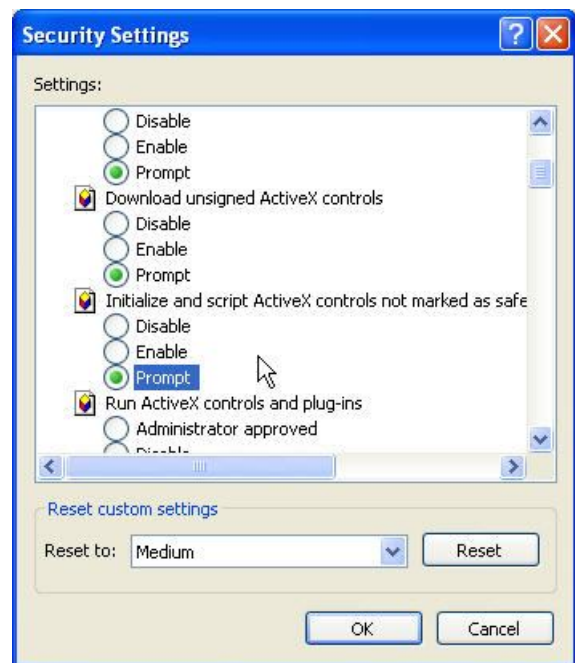 Security Settings
Settings:
Disable
Enable
Prompt
Download unsigned ActiveX controls
Disable
Enable
Prompt
Initialize and script ActiveX controls not marked as safe
Disable
Enable
Prompt
Run ActiveX controls and plug-ins
Administrator approved
Disable
Reset custom settings
Reset to: Medium Reset
OK Cancel